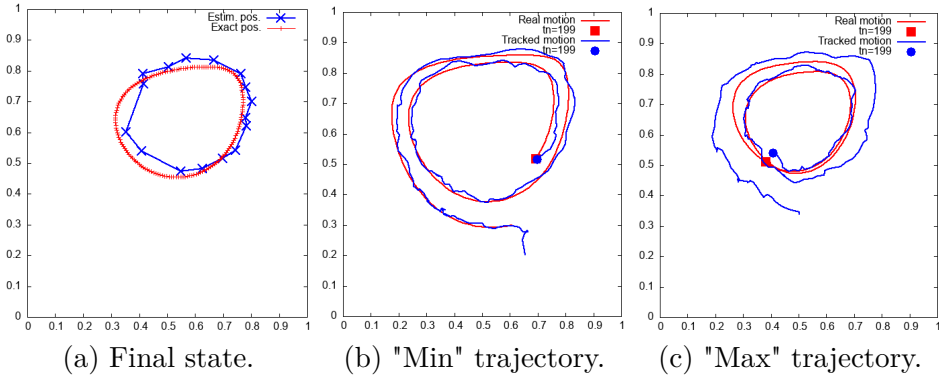 Estim. pos.
Exact pos.
1
0.9
0.8
0.7
0.6
0.5
0.4
0.3
0.2
0.1
0
0 0.1 0.2 0.3 0.4 0.5 0.6 0.7 0.8 0.9 1
(a) Final state.
Real motion
tn=199
Tracked motion
tn=199
1
0.9
0.8
0.7
0.6
0.5
0.4
0.3
0.2
0.1
0
0 0.1 0.2 0.3 0.4 0.5 0.6 0.7 0.8 0.9 1
(b) "Min" trajectory.
Real motion
tn=199
Tracked motion
tn=199
1
0.9
0.8
0.7
0.6
0.5
0.4
0.3
0.2
0.1
0
0 0.1 0.2 0.3 0.4 0.5 0.6 0.7 0.8 0.9 1
(c) "Max" trajectory.